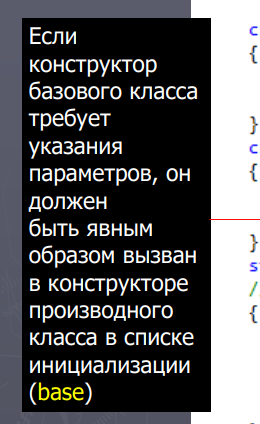 Если
конструктор
базового класса
требует
указания
параметров, он
должен
быть явным
образом вызван
в конструкторе
производного
класса в списке
инициализации
(base)
c
{
}
c
{
}
s
/
{